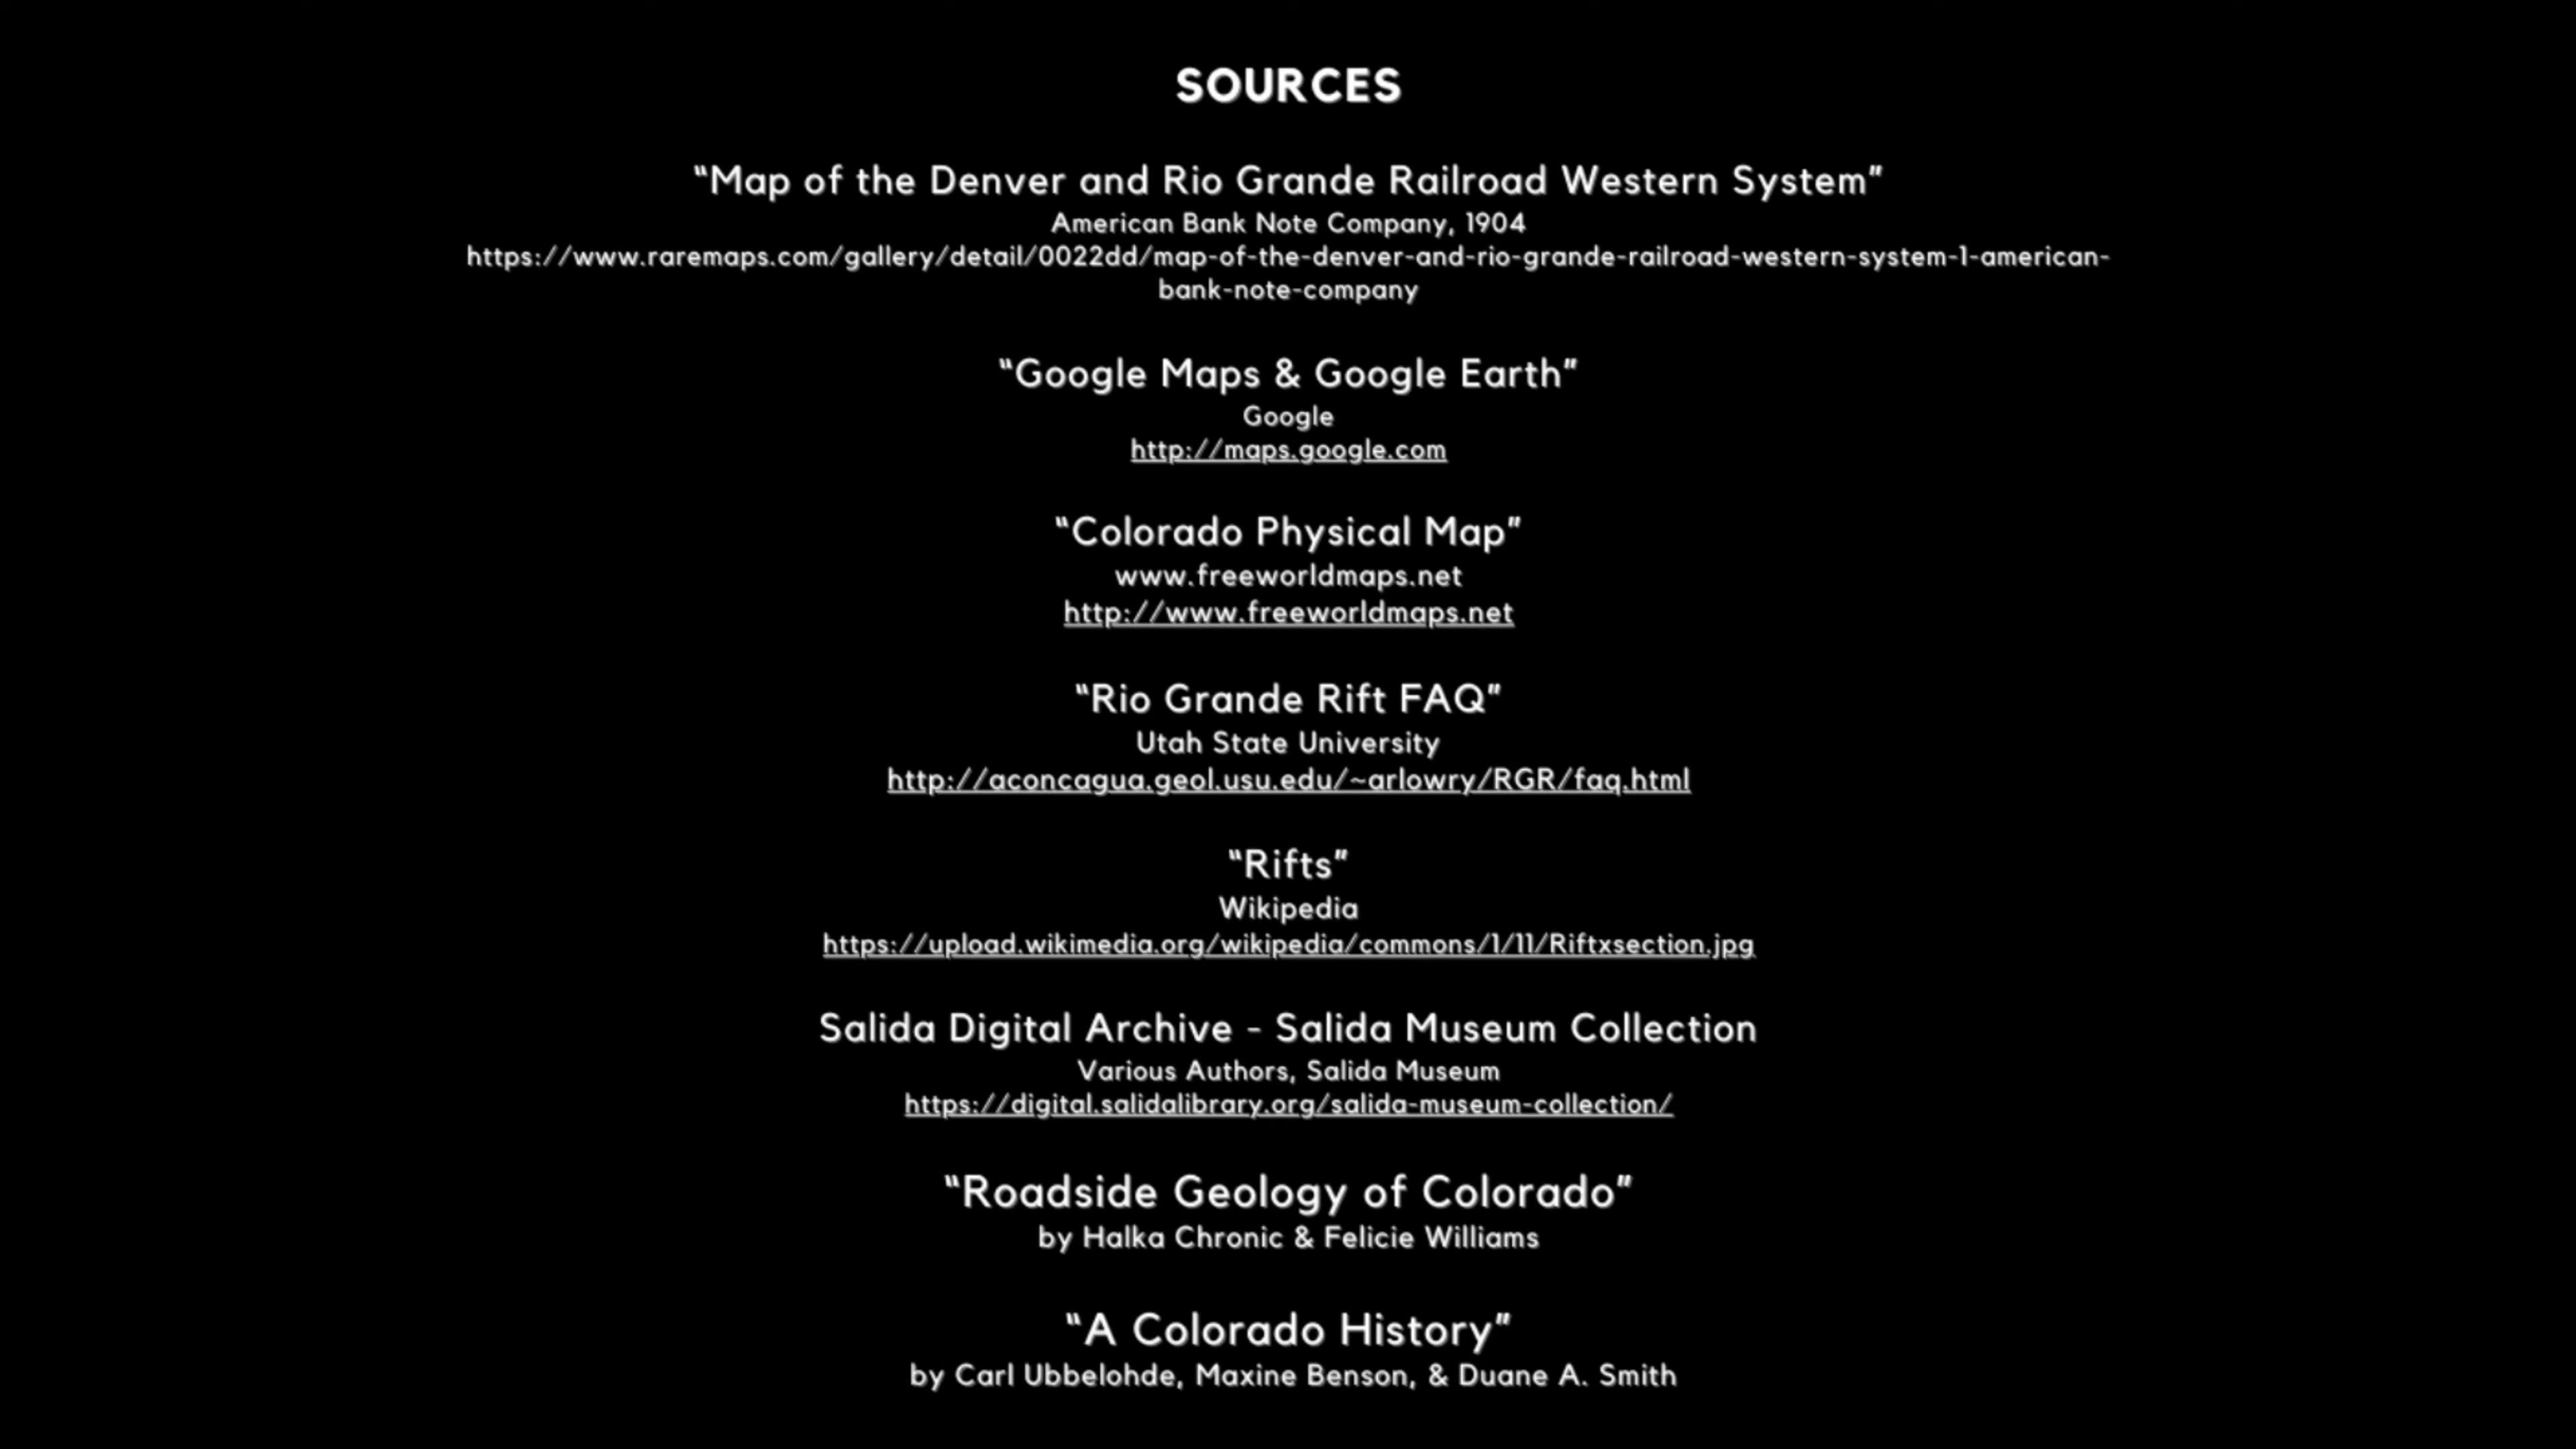 SOURCES
“Map of the Denver and Rio Grande Railroad Western System”
American Bank Note Company, 1904
https://www.raremaps.com/gallery/detail/0022dd/map-of-the-denver-and-rio-grande-railroad-western-system-1-american-
bank-note-company
“Google Maps & Google Earth”
Google
http://maps.google.com
“Colorado Physical Map”
www.freeworldmaps.net
http://www.freeworldmaps.net
“Rio Grande Rift FAQ”
Utah State University
http://aconcagua.geol.usu.edu/~arlowry/RGR/faq.html
“Rifts”
Wikipedia
https://upload.wikimedia.org/wikipedia/commons/1/11/Riftxsection.jpg
Salida Digital Archive - Salida Museum Collection
Various Authors, Salida Museum
https://digital.salidalibrary.org/salida-museum-collection/
“Roadside Geology of Colorado”
by Halka Chronic & Felicie Williams
“A Colorado History”
by Carl Ubbelohde, Maxine Benson, & Duane A. Smith